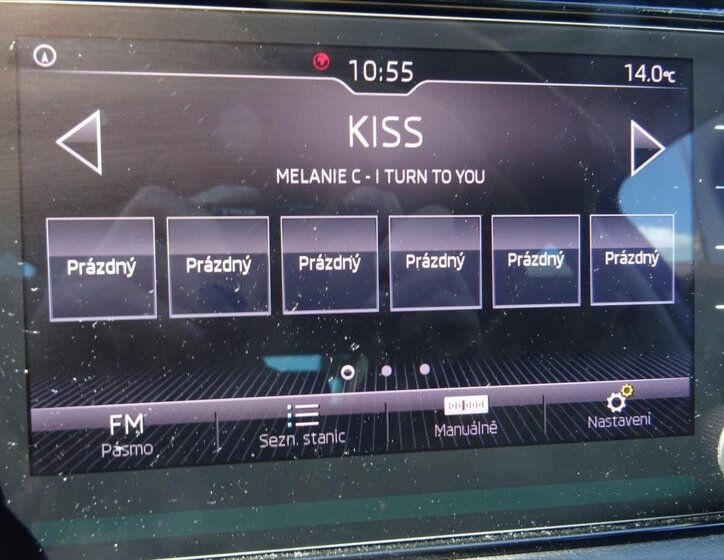 10:55
14.0°C
KISS
MELANIE C - I TURN TO YOU
Prázdný Prázdný Prázdný Prázdný Prázdný Prázdný
FM
Pásmo
Sezn. stanic
Manuálně
Nastavení